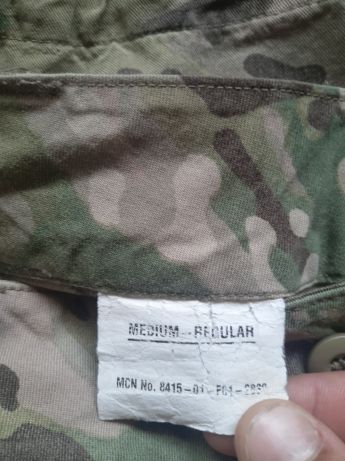 MEDIUM - REGULAR
MCN No. 8415-01-F01-